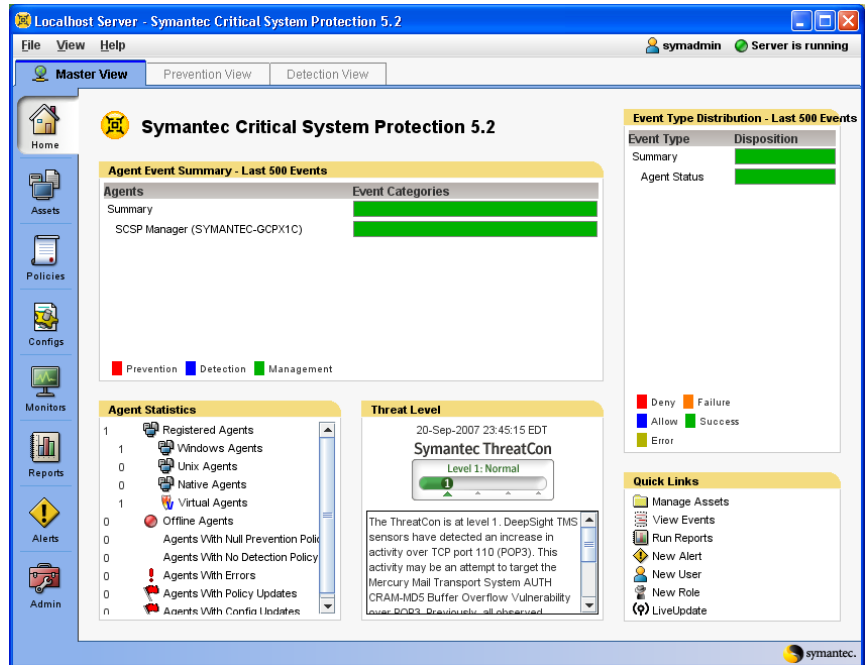 Localhost Server - Symantec Critical System Protection 5.2
File View Help
symadmin Server is running
Master View Prevention View Detection View
Home
Assets
Policies
Configs
Monitors
Reports
Alerts
Admin
Symantec Critical System Protection 5.2
Agent Event Summary - Last 500 Events
Agents Event Categories
Summary
SCSP Manager (SYMANTEC-GCPX1C)
Prevention Detection Management
Event Type Distribution - Last 500 Events
Event Type Disposition
Summary
Agent Status
Deny Failure
Allow Success
Error
Agent Statistics
1 Registered Agents
1 Windows Agents
0 Unix Agents
0 Native Agents
1 Virtual Agents
0 Offline Agents
0 Agents With Null Prevention Polic
0 Agents With No Detection Policy
0 Agents With Errors
0 Agents With Policy Updates
0 Agents With Config Updates
Threat Level
20-Sep-2007 23:45:15 EDT
Symantec ThreatCon
Level 1: Normal
1
The ThreatCon is at level 1. DeepSight TMS
sensors have detected an increase in
activity over TCP port 110 (POP3). This
activity may be an attempt to target the
Mercury Mail Transport System AUTH
CRAM-MD5 Buffer Overflow Vulnerability
over POP3. Previously, all observed
Quick Links
Manage Assets
View Events
Run Reports
New Alert
New User
New Role
LiveUpdate
symantec.